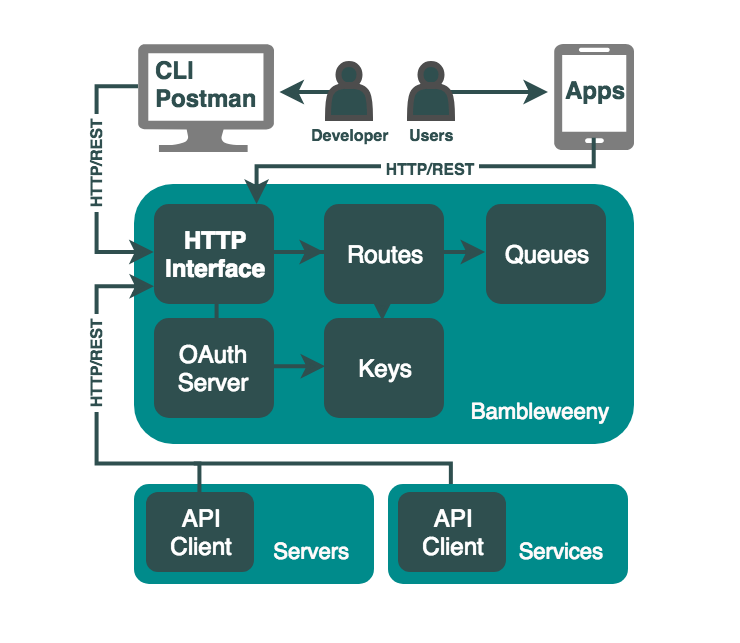 CLI
Postman
Apps
Developer
Users
HTTP/REST
HTTP/REST
HTTP
Interface
Routes
Queues
OAuth
Server
Keys
HTTP/REST
Bambleweeny
API
Client
Servers
API
Client
Services